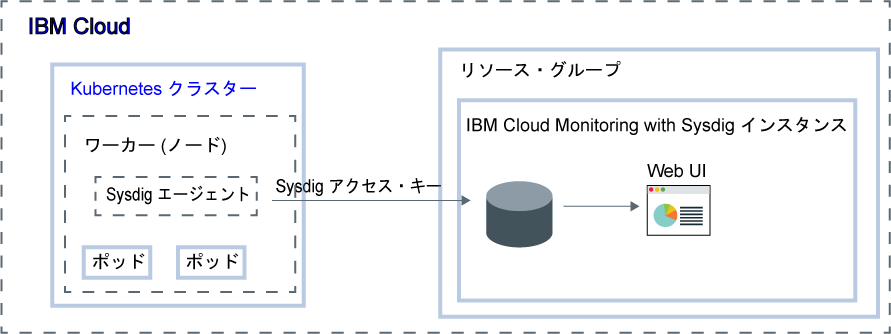 IBM Cloud
Kubernetes クラスター
ワーカー (ノード)
Sysdig エージェント
ポッド
ポッド
Sysdig アクセス・キー
リソース・グループ
IBM Cloud Monitoring with Sysdig インスタンス
Web UI